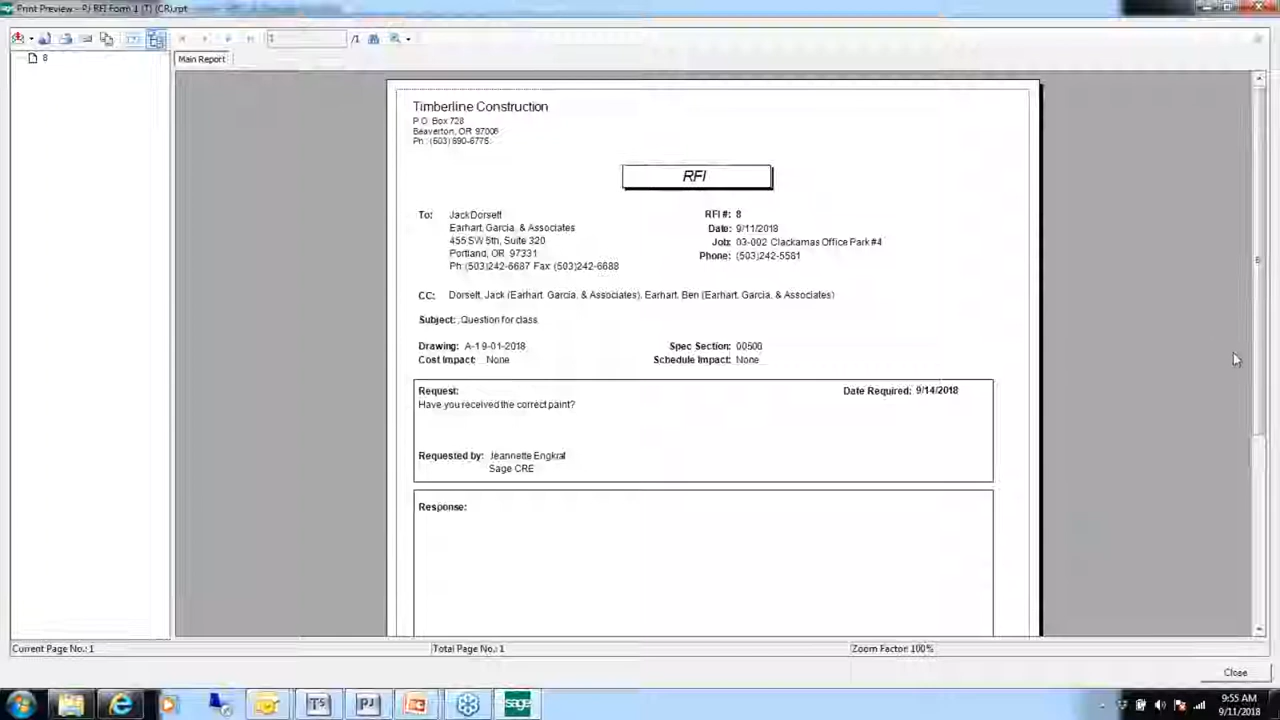 Print Preview - PJ RFI Form 1 (T) (CR).rpt
1
/1
8
Main Report
Timberline Construction
P.O. Box 728
Beaverton, OR 97006
Ph : (503) 690-6775
RFI
To: Jack Dorsett
Earhart, Garcia, & Associates
455 SW 5th, Suite 320
Portland, OR 97331
Ph: (503)242-6687 Fax: (503)242-6688
RFI #: 8
Date: 9/11/2018
Job: 03-002 Clackamas Office Park #4
Phone: (503)242-5581
CC: Dorsett, Jack (Earhart, Garcia, & Associates), Earhart, Ben (Earhart, Garcia, & Associates)
Subject: Question for class
Drawing: A-1 9-01-2018 Spec Section: 00500
Cost Impact: None Schedule Impact: None
Request: Date Required: 9/14/2018
Have you received the correct paint?
Requested by: Jeannette Engkraf
Sage CRE
Response:
Current Page No.: 1 Total Page No.: 1 Zoom Factor: 100%
Close
TS PJ sage
9:55 AM
9/11/2018